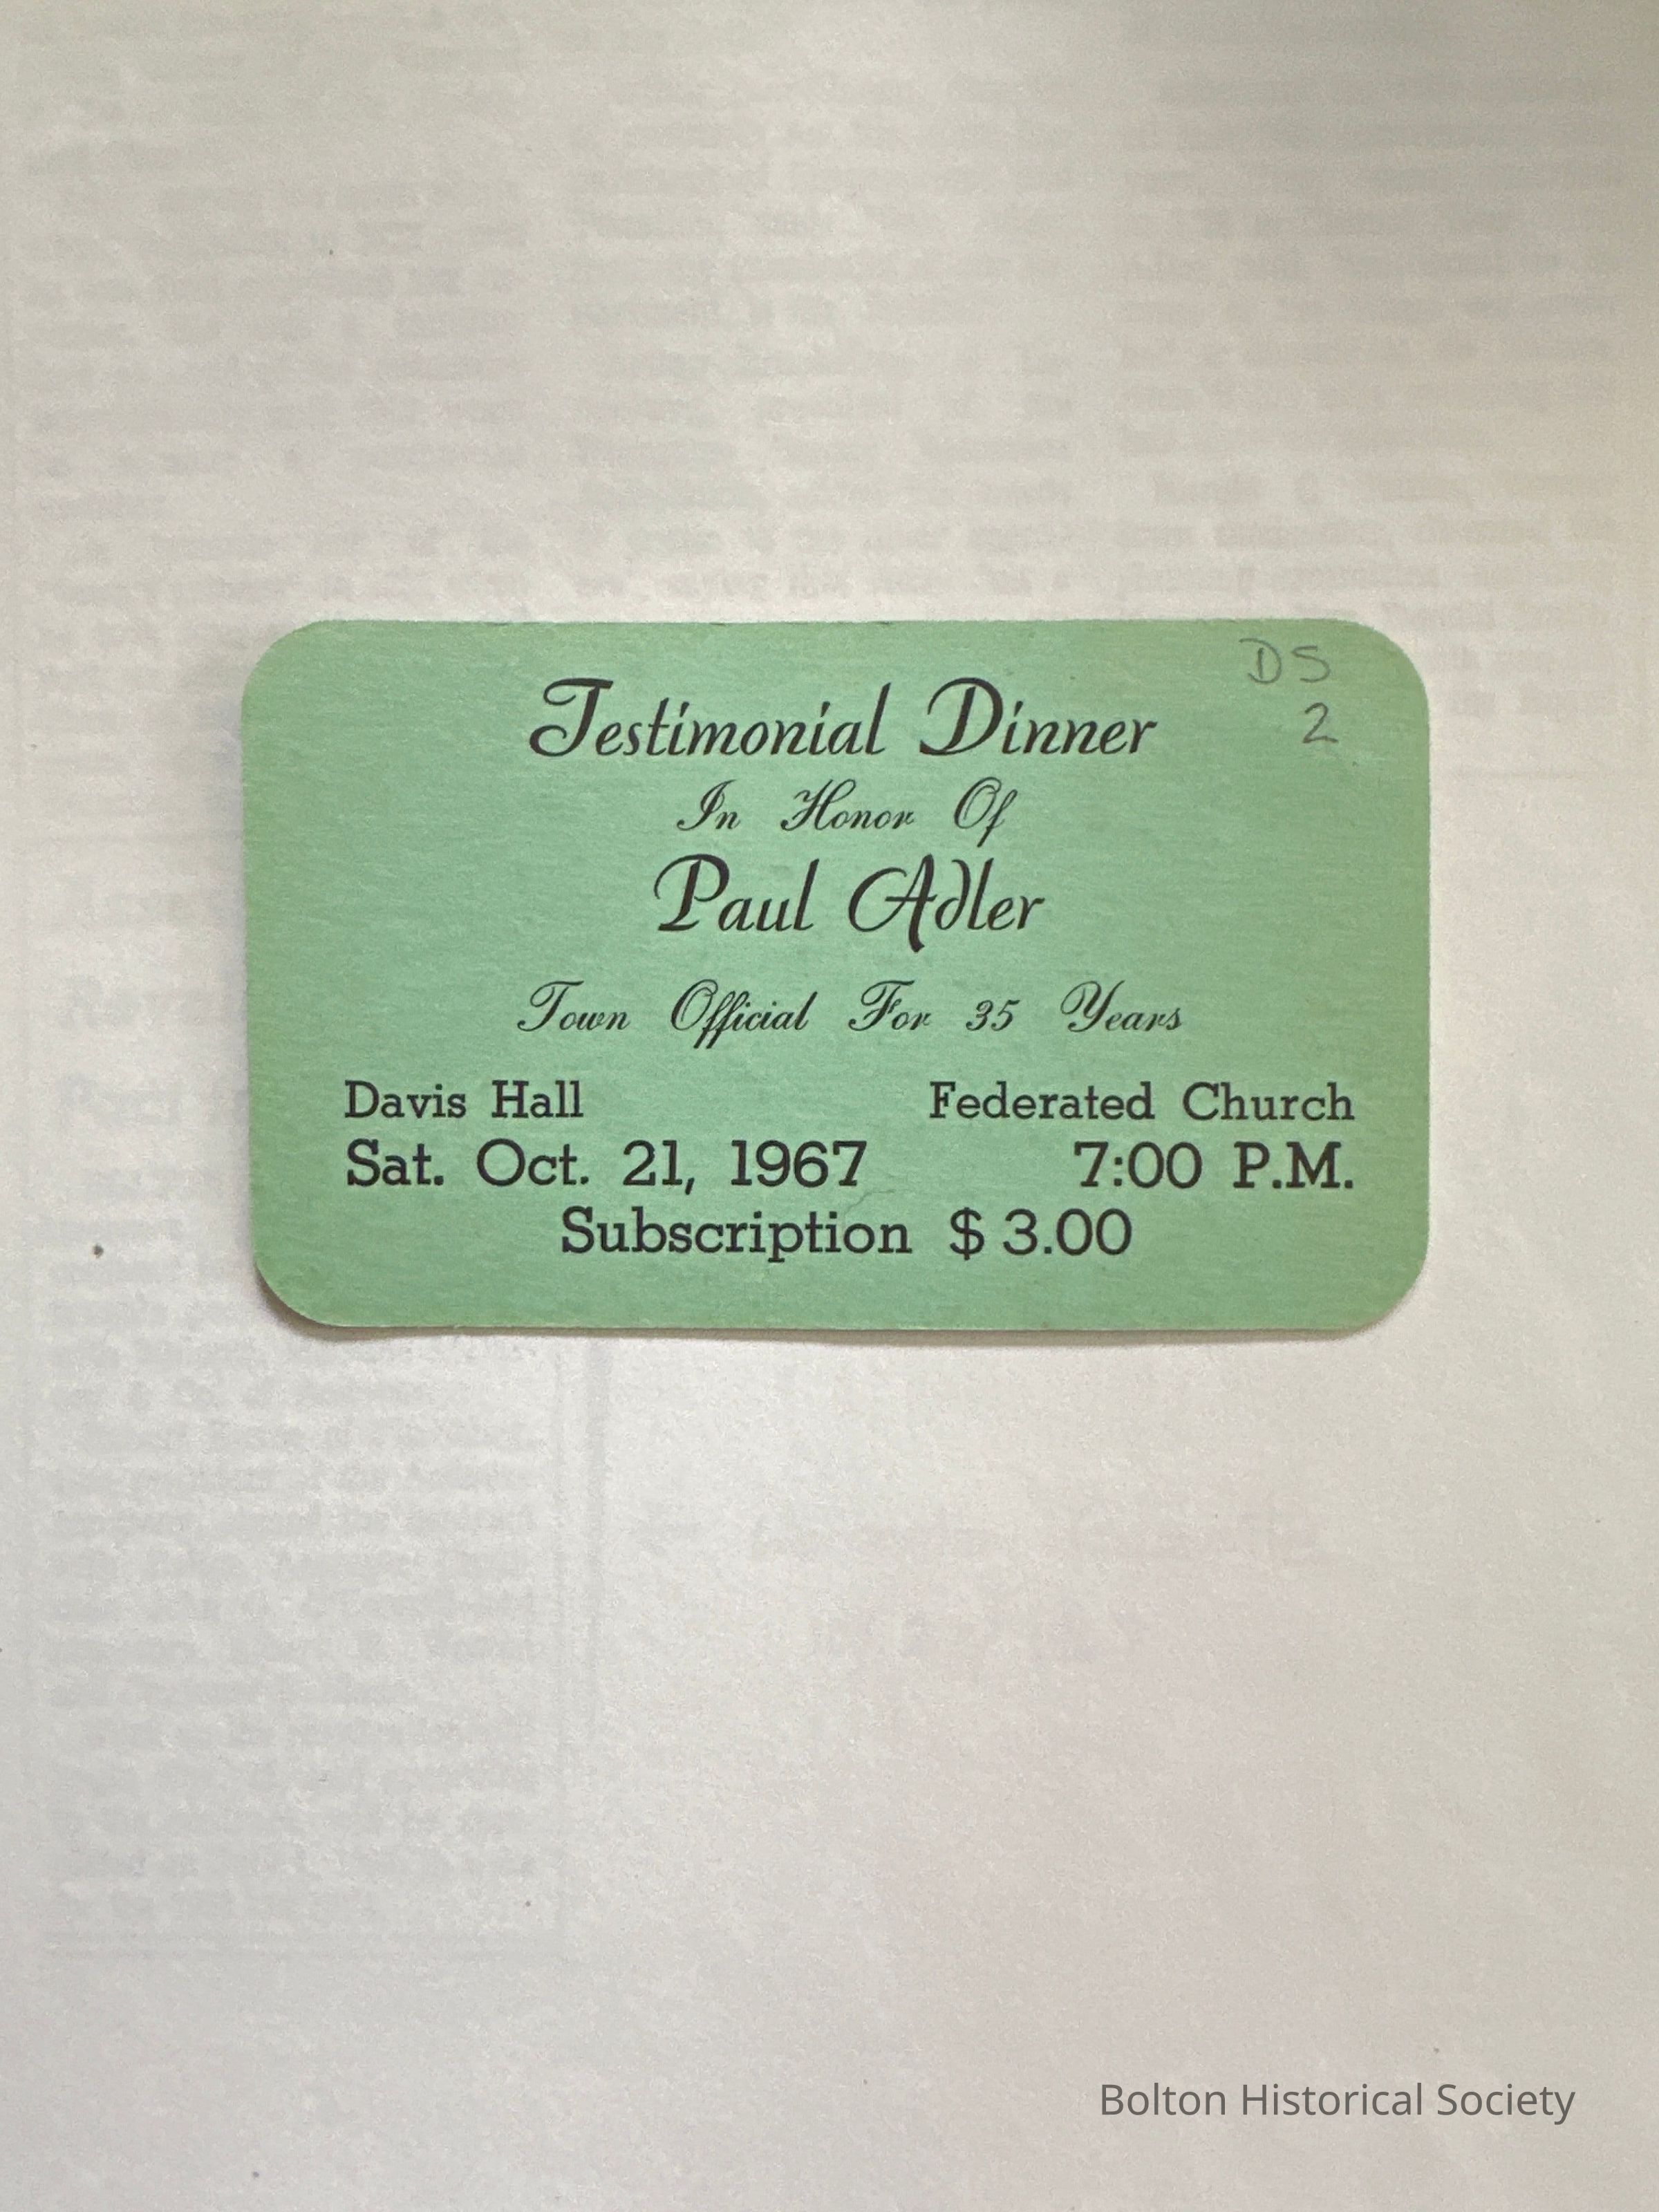 DS
2
Testimonial Dinner
In Honor Of
Paul Adler
Town Official For 35 Years
Davis Hall Federated Church
Sat. Oct. 21, 1967 7:00 P.M.
Subscription $3.00
Bolton Historical Society